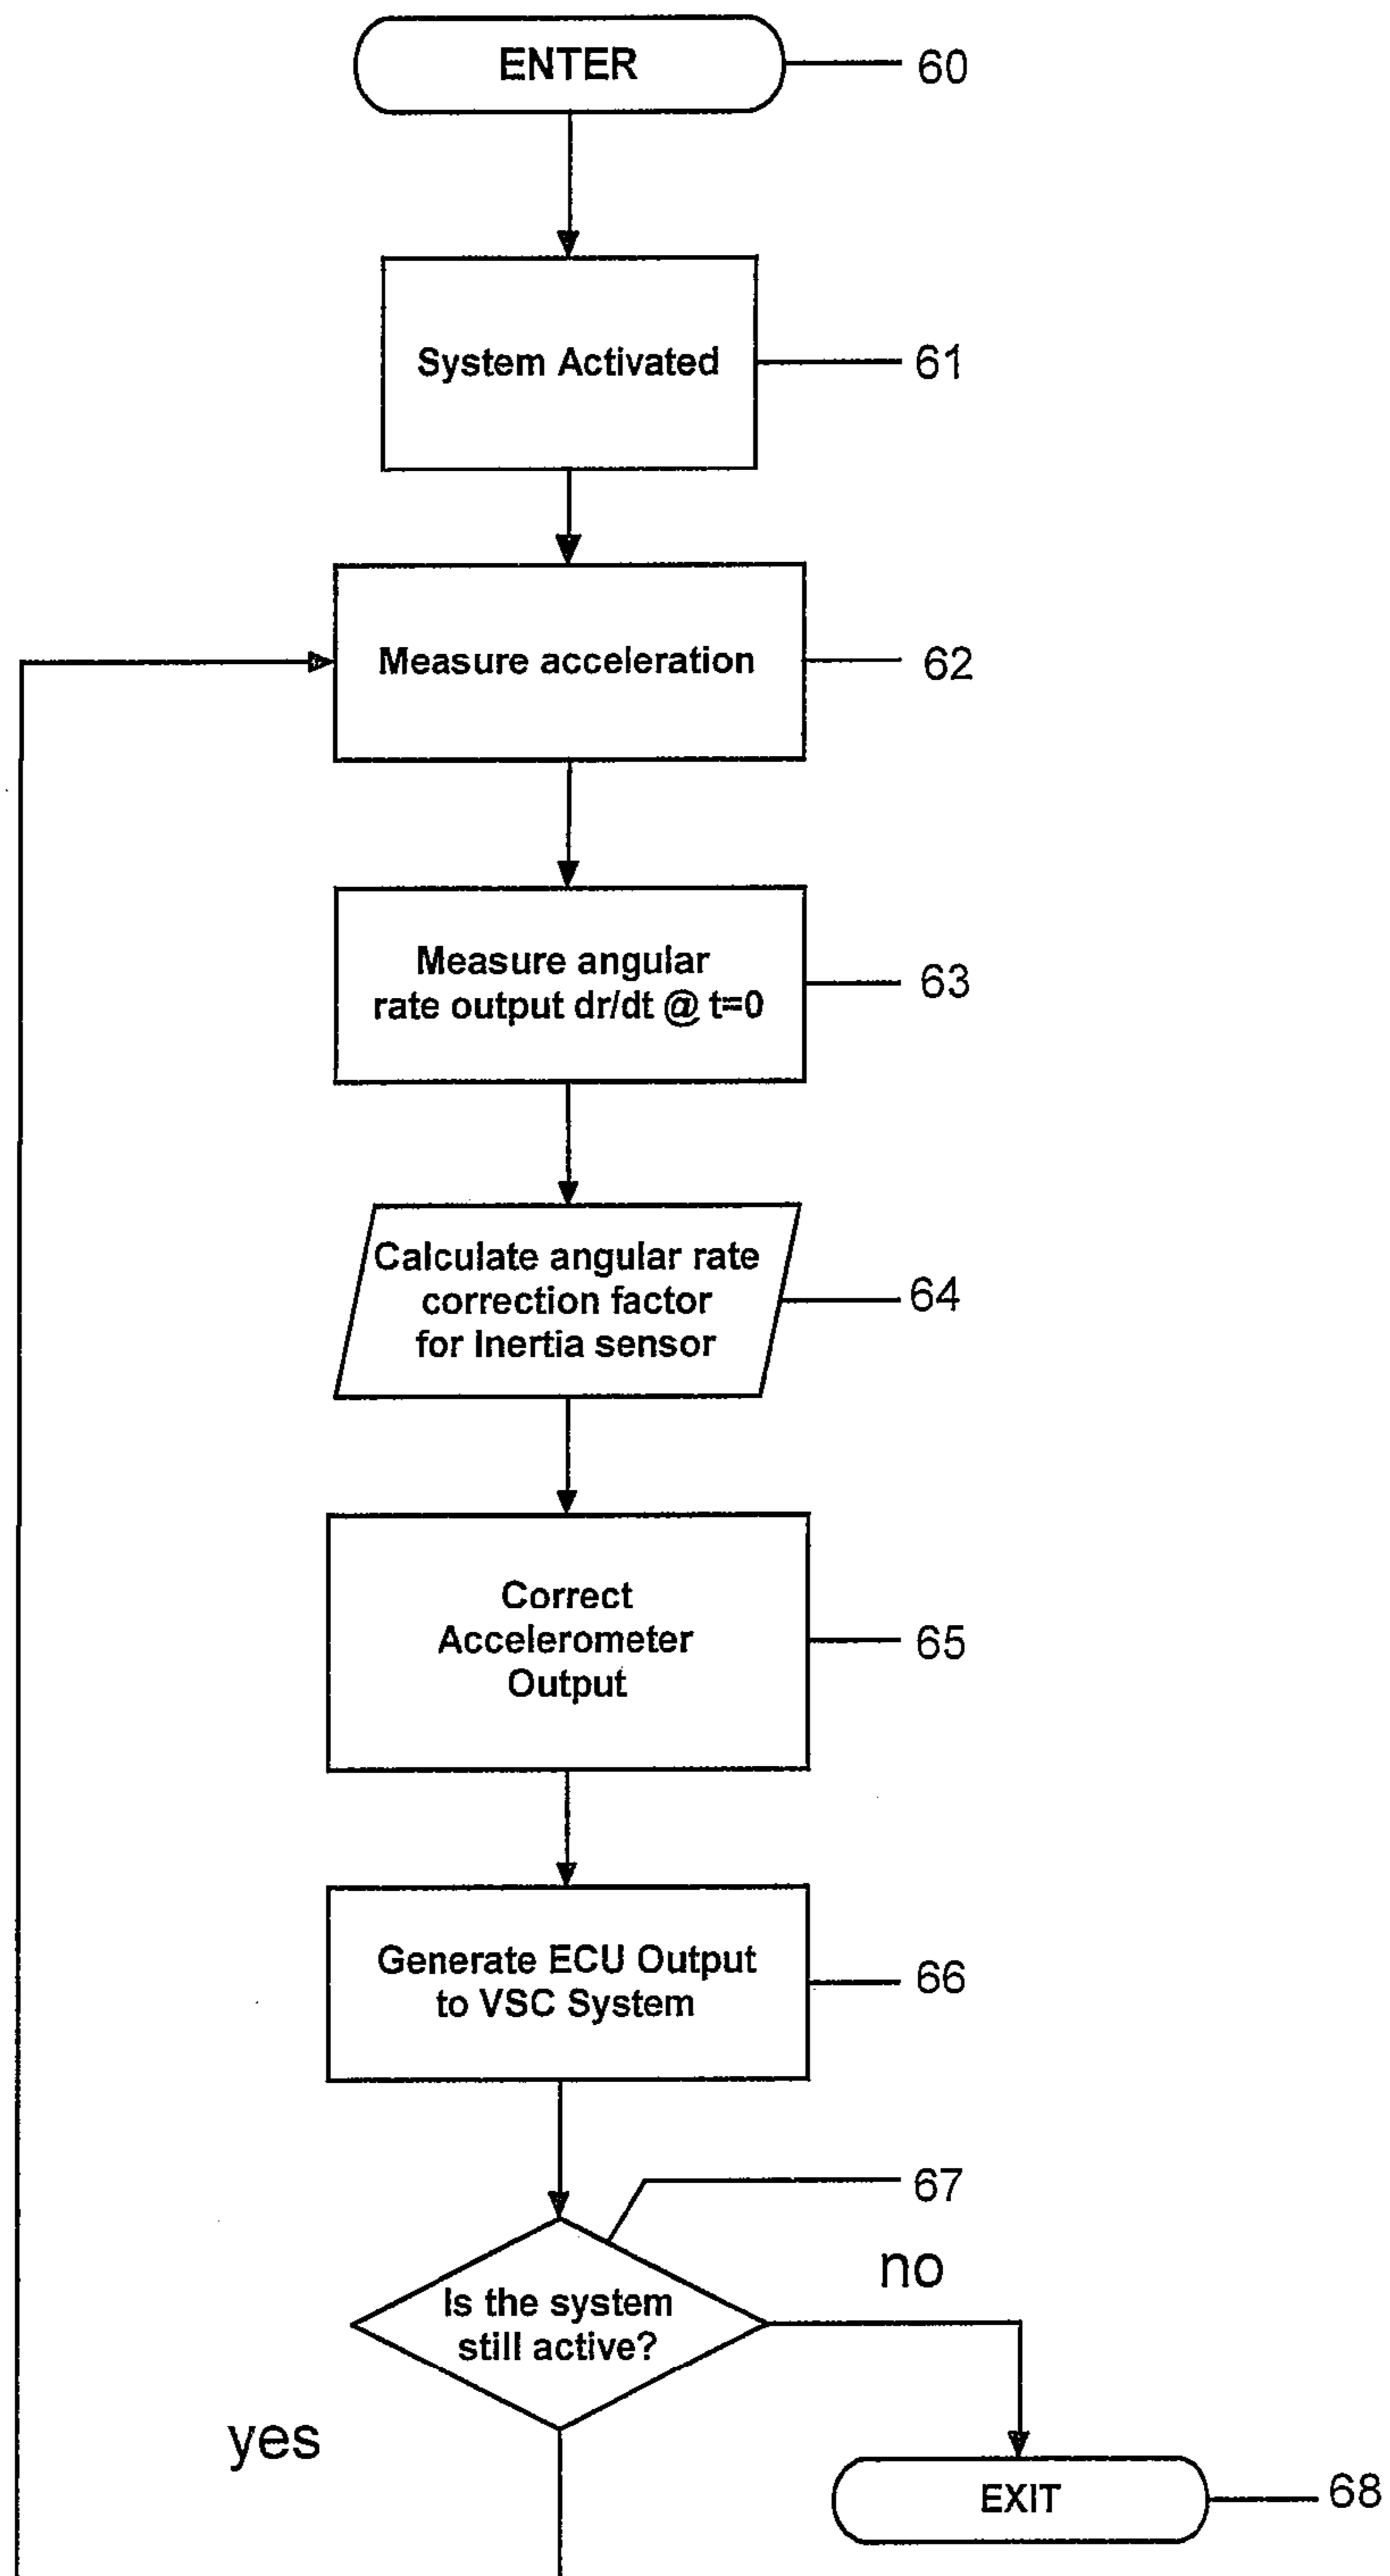 ENTER
60
System Activated
61
Measure acceleration
62
Measure angular
rate output dr/dt @ t=0
63
Calculate angular rate
correction factor
for Inertia sensor
64
Correct
Accelerometer
Output
65
Generate ECU Output
to VSC System
66
67
no
Is the system
still active?
yes
EXIT
68